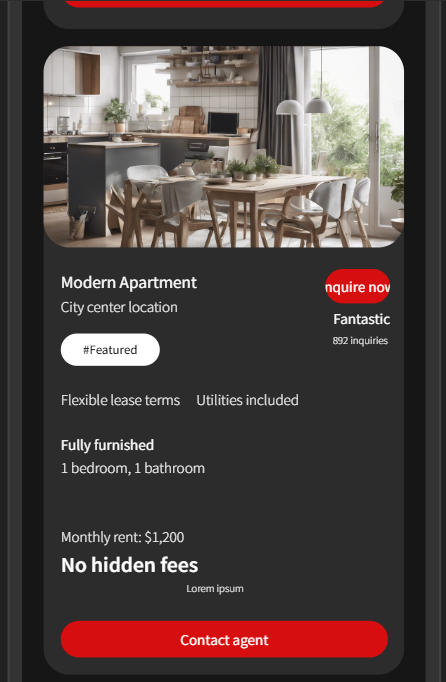 Modern Apartment
City center location
nquire now
Fantastic
892 inquiries
#Featured
Flexible lease terms Utilities included
Fully furnished
1 bedroom, 1 bathroom
Monthly rent: $1,200
No hidden fees
Lorem ipsum
Contact agent